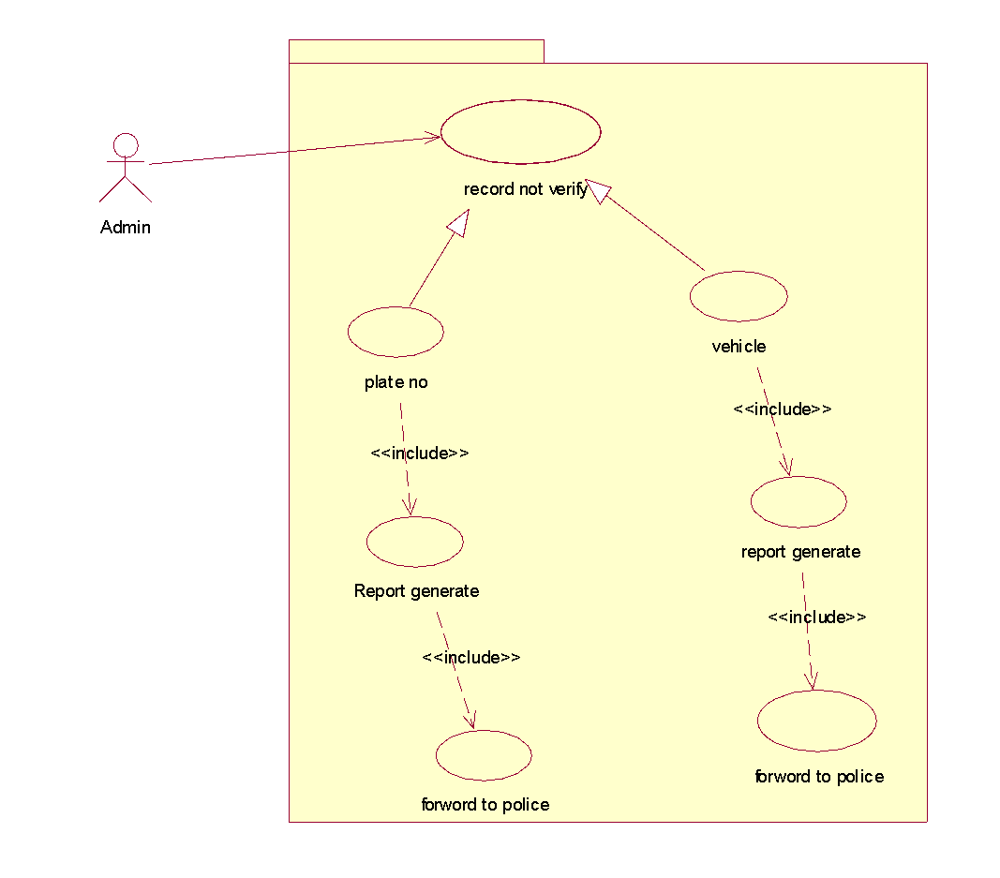 record not verify
Admin
vehicle
plate no
<<include>>
<<include>>
report generate
Report generate
<<include>>
<<include>>
forword to police
forword to police